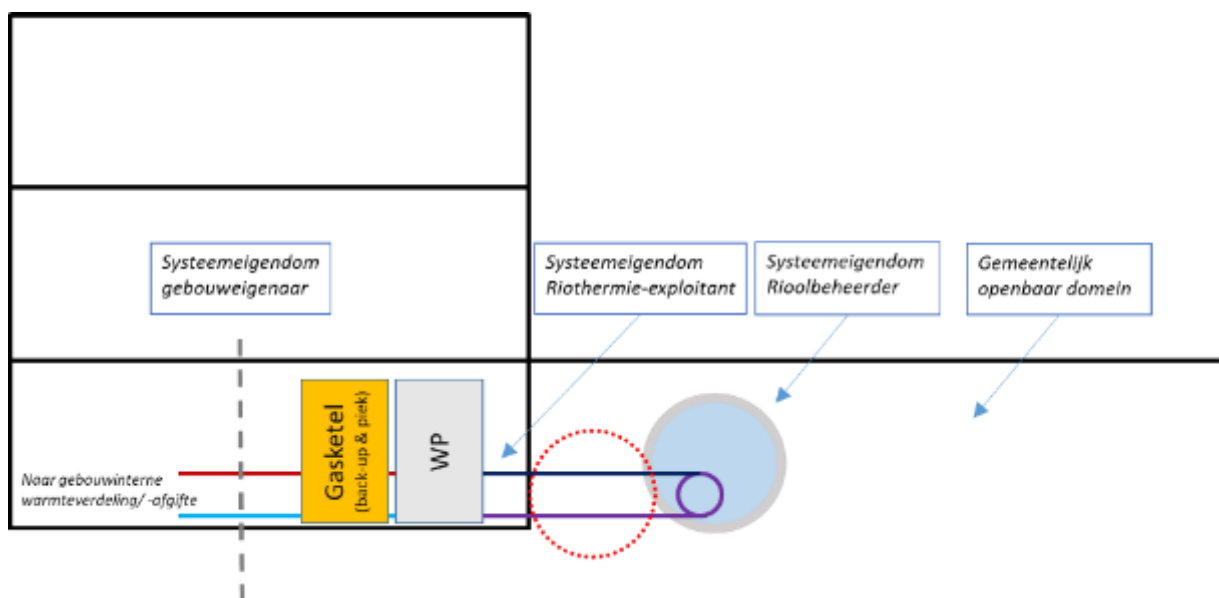 Systeemeigendom
gebouweigenaar
Systeemeigendom
Riothermie-exploitant
Systeemeigendom
Rioolbeheerder
Gemeentelijk
openbaar domein
Gasketel
(back-up & piek)
WP
Naar gebouwinterne
warmteverdeling/ -afgifte